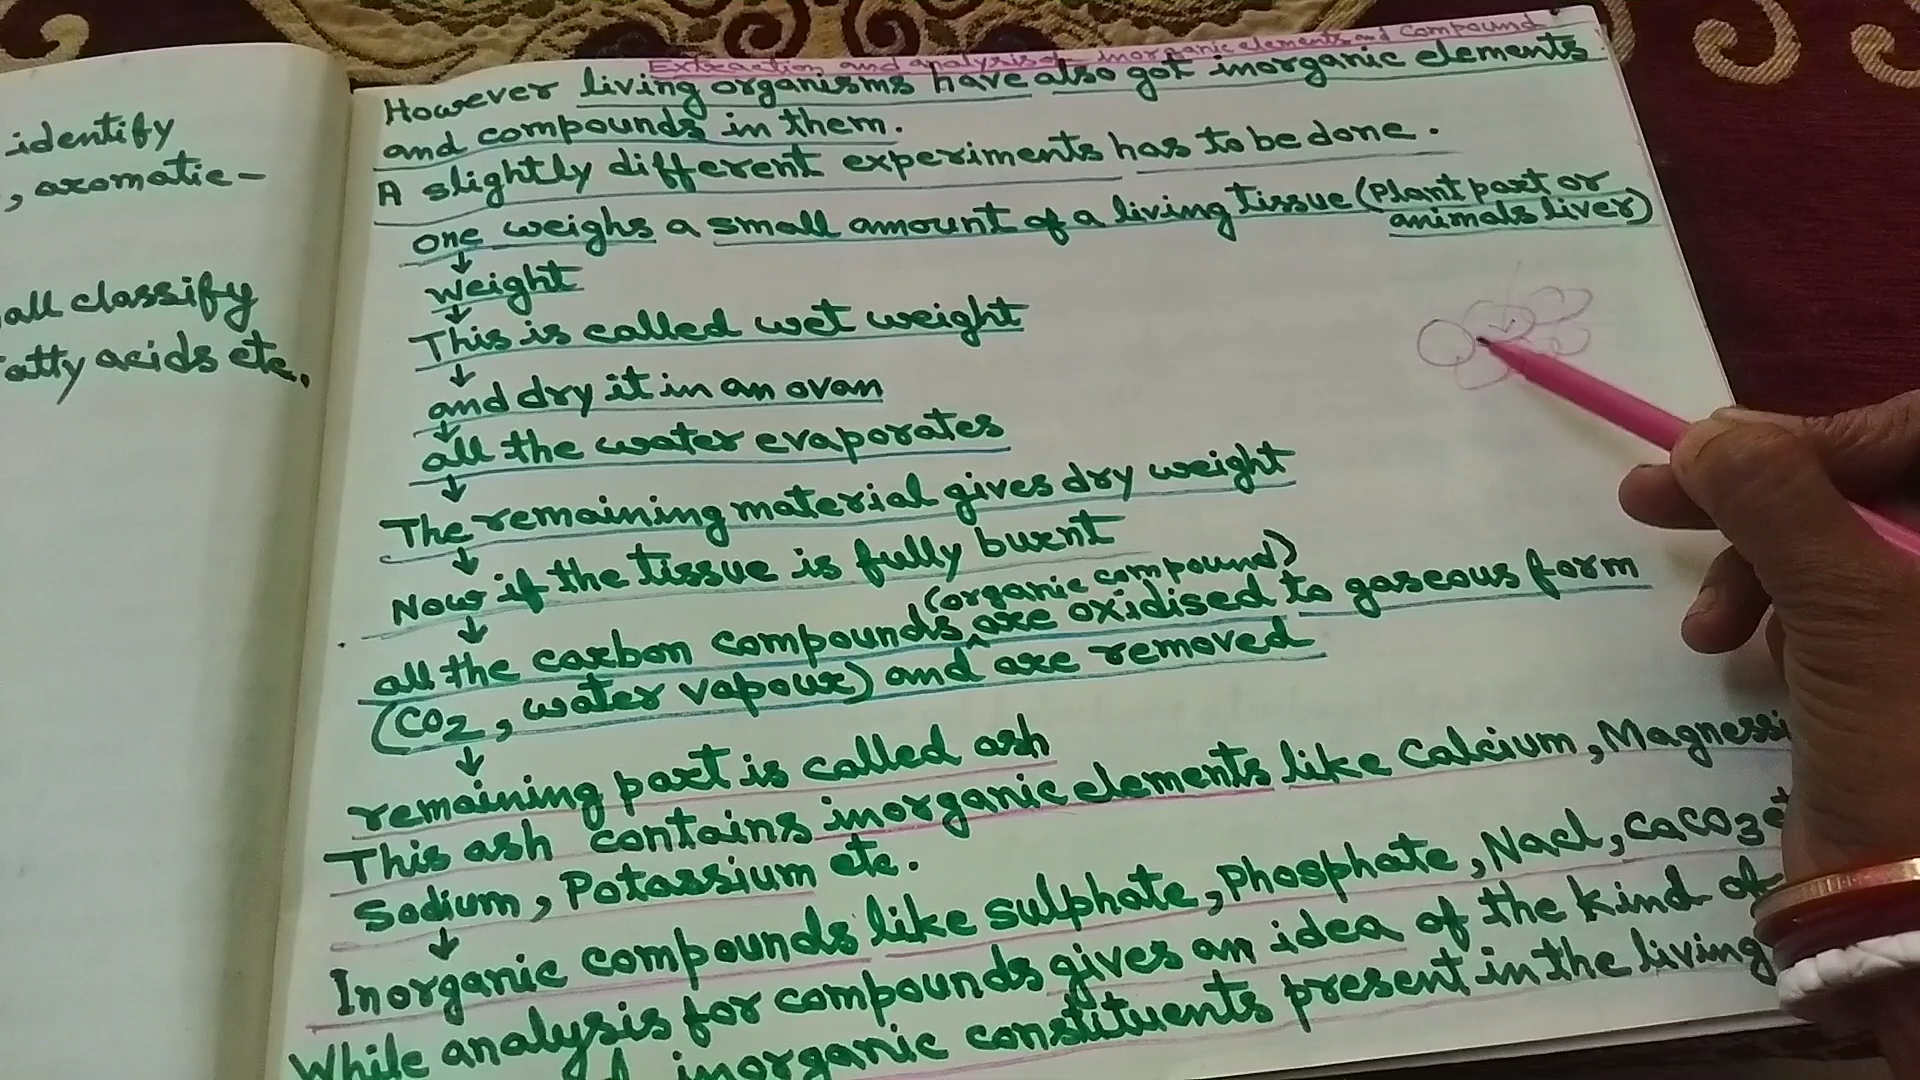 identify
, aromatic-
all classify
fatty acids etc.
Extraction and analysis of inorganic elements and Compound
However living organisms have also got inorganic elements
and compounds in them.
A slightly different experiments has to be done.
one weighs a small amount of a living tissue (Plant part or
animals liver)
↓
weight
↓
This is called wet weight
↓
and dry it in an ovan
↓
all the water evaporates
↓
The remaining material gives dry weight
↓
Now if the tissue is fully burnt
↓
(organic compound)
all the carbon compounds, are oxidised to gaseous form
(CO2, water vapour) and are removed
↓
remaining part is called ash
This ash contains inorganic elements like Calcium, Magnessi
Sodium, Potassium etc.
↓
Inorganic compounds like sulphate, phosphate, Nacl, CaCO3 et
While analysis for compounds gives an idea of the kind of
inorganic constituents present in the living